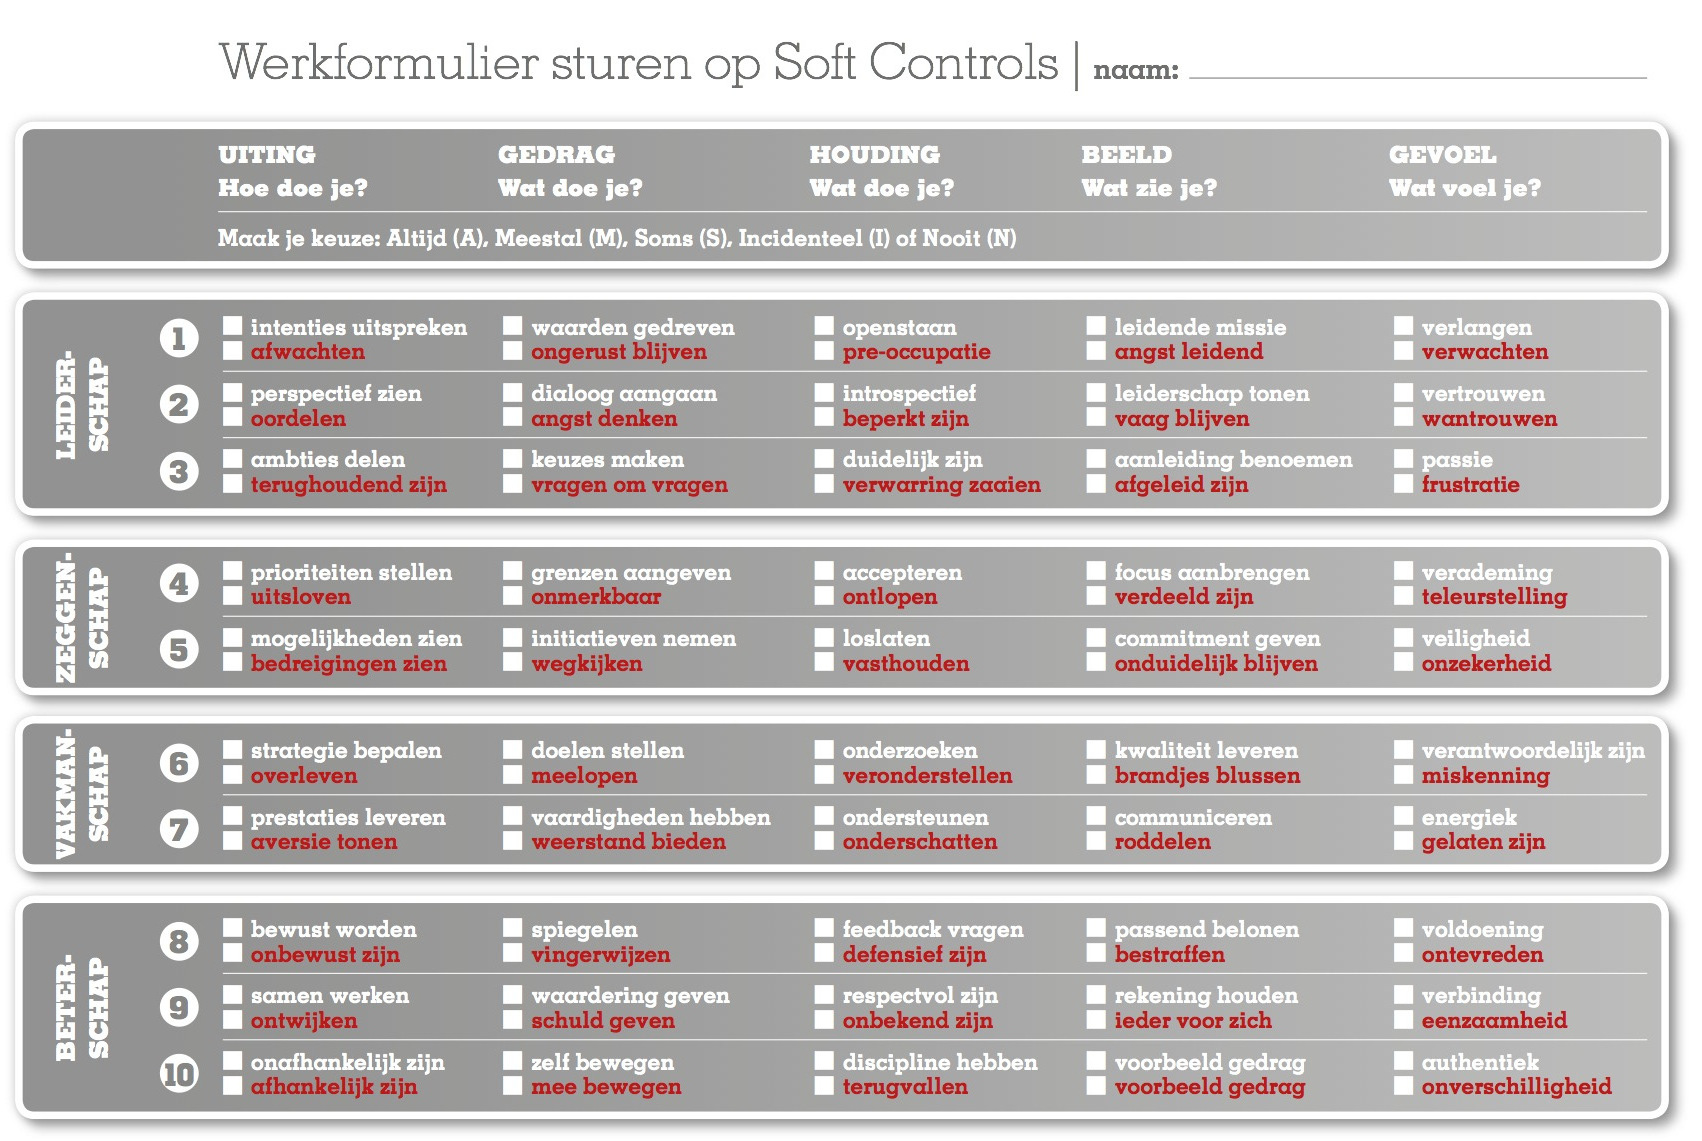 Werkformulier sturen op Soft Controls | naam:
UITING GEDRAG HOUDING BEELD GEVOEL
Hoe doe je? Wat doe je? Wat doe je? Wat zie je? Wat voel je?
Maak je keuze: Altijd (A), Meestal (M), Soms (S), Incidenteel (I) of Nooit (N)
LEIDER-
SCHAP
1 intenties uitspreken waarden gedreven openstaan leidende missie verlangen
afwachten ongerust blijven pre-occupatie angst leidend verwachten
2 perspectief zien dialoog aangaan introspectief leiderschap tonen vertrouwen
oordelen angst denken beperkt zijn vaag blijven wantrouwen
3 ambties delen keuzes maken duidelijk zijn aanleiding benoemen passie
terughoudend zijn vragen om vragen verwarring zaaien afgeleid zijn frustratie
ZEGGEN-
SCHAP
4 prioriteiten stellen grenzen aangeven accepteren focus aanbrengen verademing
uitsloven onmerkbaar ontlopen verdeeld zijn teleurstelling
5 mogelijkheden zien initiatieven nemen loslaten commitment geven veiligheid
bedreigingen zien wegkijken vasthouden onduidelijk blijven onzekerheid
VAKMAN-
SCHAP
6 strategie bepalen doelen stellen onderzoeken kwaliteit leveren verantwoordelijk zijn
overleven meelopen veronderstellen brandjes blussen miskenning
7 prestaties leveren vaardigheden hebben ondersteunen communiceren energiek
aversie tonen weerstand bieden onderschatten roddelen gelaten zijn
BETER-
SCHAP
8 bewust worden spiegelen feedback vragen passend belonen voldoening
onbewust zijn vingerwijzen defensief zijn bestraffen ontevreden
9 samen werken waardering geven respectvol zijn rekening houden verbinding
ontwijken schuld geven onbekend zijn ieder voor zich eenzaamheid
10 onafhankelijk zijn zelf bewegen discipline hebben voorbeeld gedrag authentiek
afhankelijk zijn mee bewegen terugvallen voorbeeld gedrag onverschilligheid